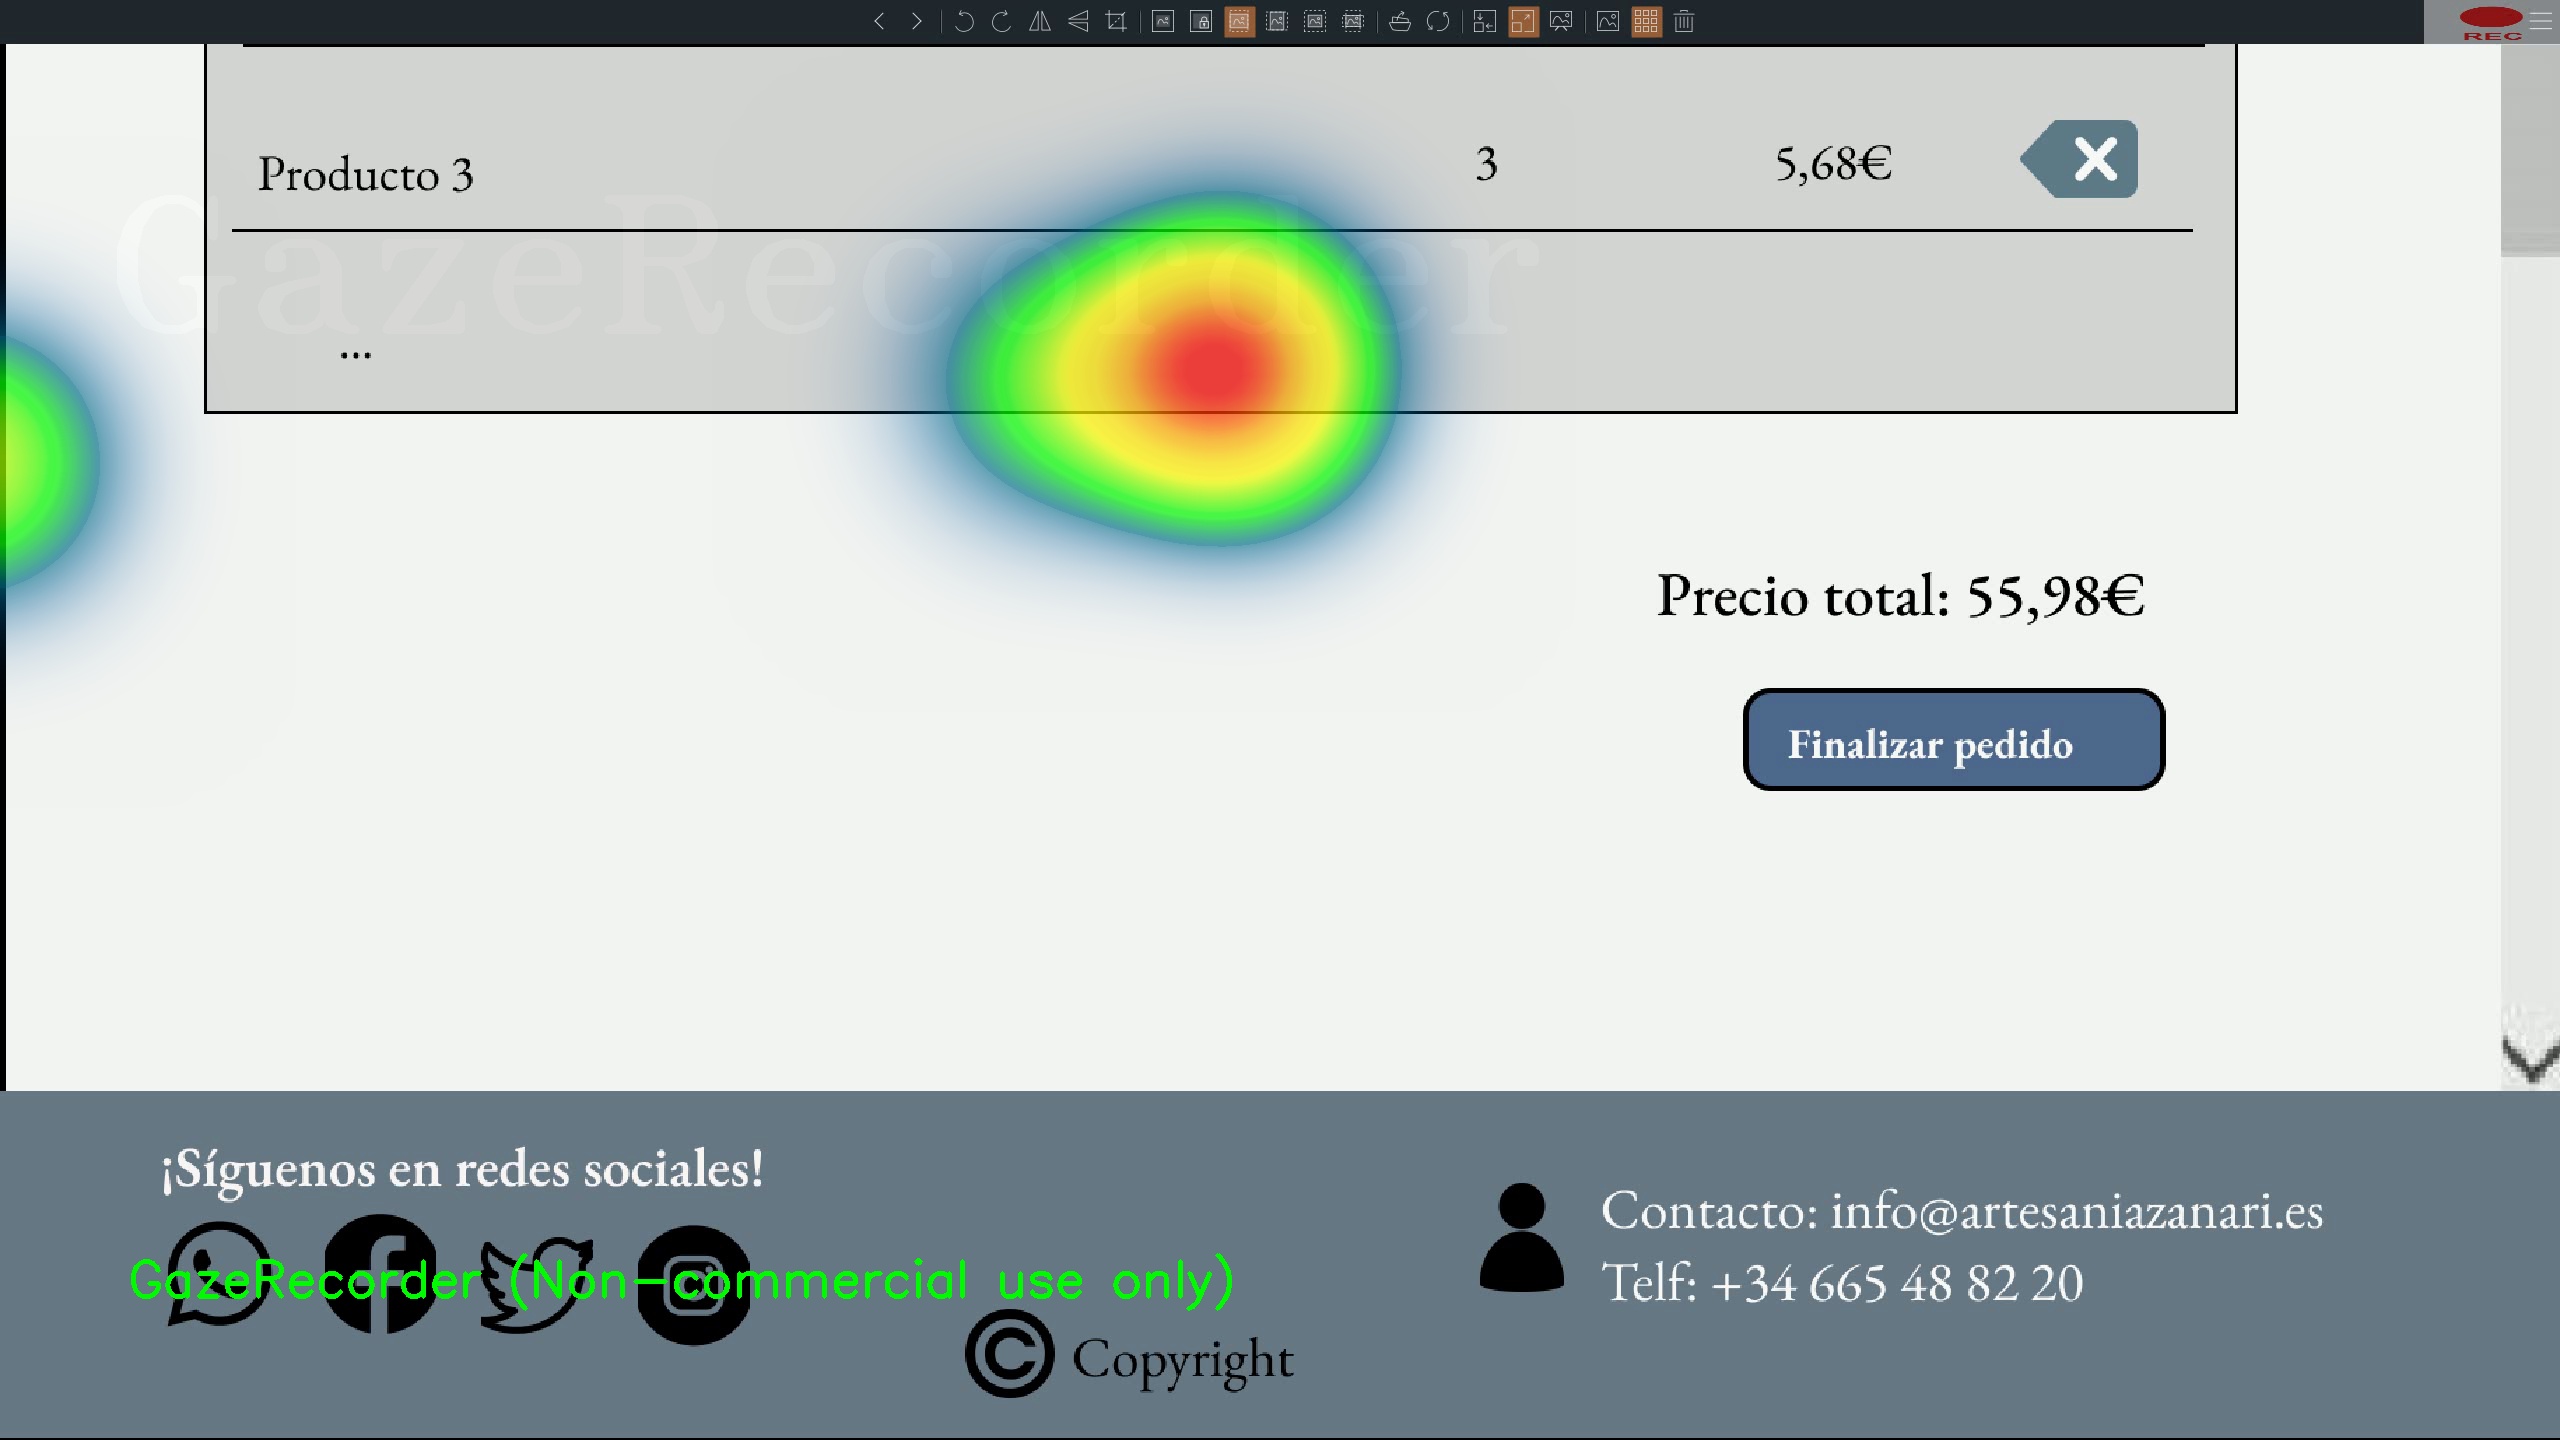 REC
Producto 3 3 5,68€
GazeRecorder
...
Precio total: 55,98€
Finalizar pedido
¡Síguenos en redes sociales!
GazeRecorder (Non-commercial use only)
Contacto: info@artesaniazanari.es
Telf: +34 665 48 82 20
© Copyright